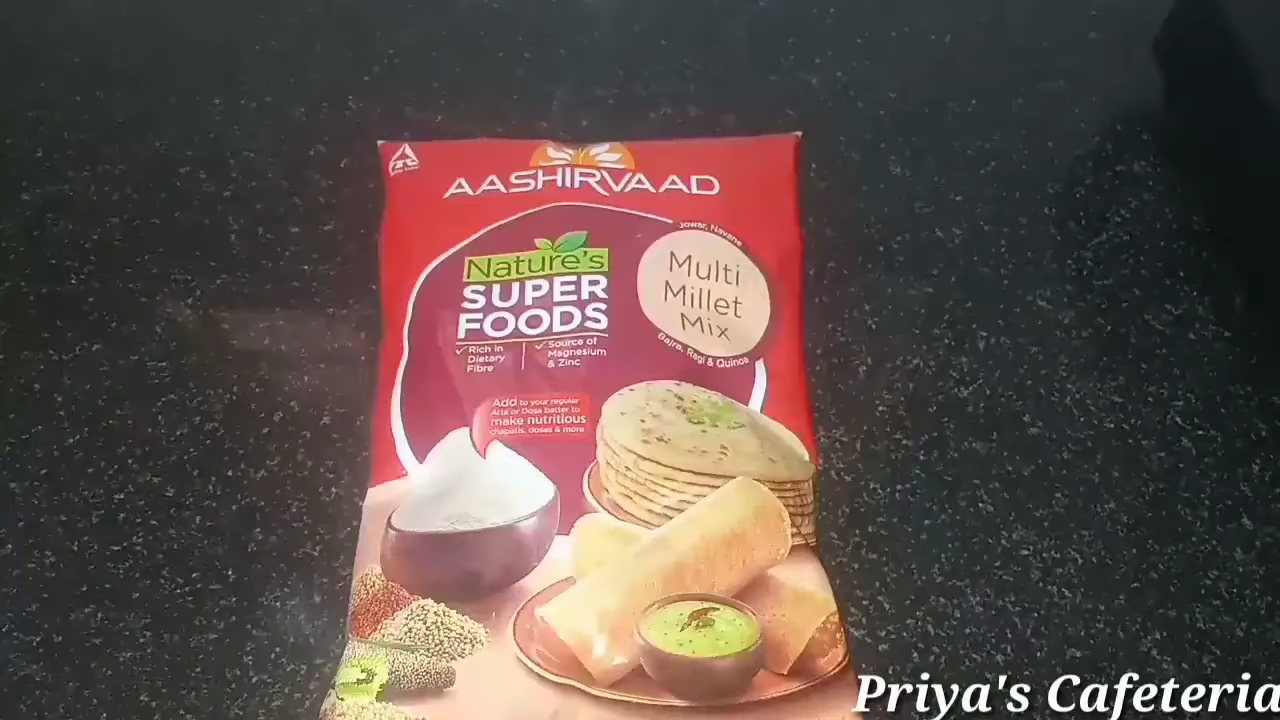 AASHIRVAAD
Nature's
SUPER
FOODS
✓ Rich in
Dietary
Fibre
✓ Source of
Magnesium
& Zinc
Jowar, Navane
Multi
Millet
Mix
Bajra, Ragi & Quinoa
Add to your regular
Atta or Dosa batter to
make nutritious
chapatis, dosas & more
Priya's Cafeteria